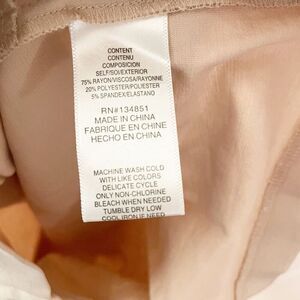 CONTENT
CONTENU
COMPOSICION
SELF/SOI/EXTERIOR
75% RAYON/VISCOSA/RAYONNE
20% POLYESTER/POLIESTER
5% SPANDEX/ELASTANO
RN#134851
MADE IN CHINA
FABRIQUE EN CHINE
HECHO EN CHINA
MACHINE WASH COLD
WITH LIKE COLORS
DELICATE CYCLE
ONLY NON-CHLORINE
BLEACH WHEN NEEDED
TUMBLE DRY LOW
COOL IRON IF NEED